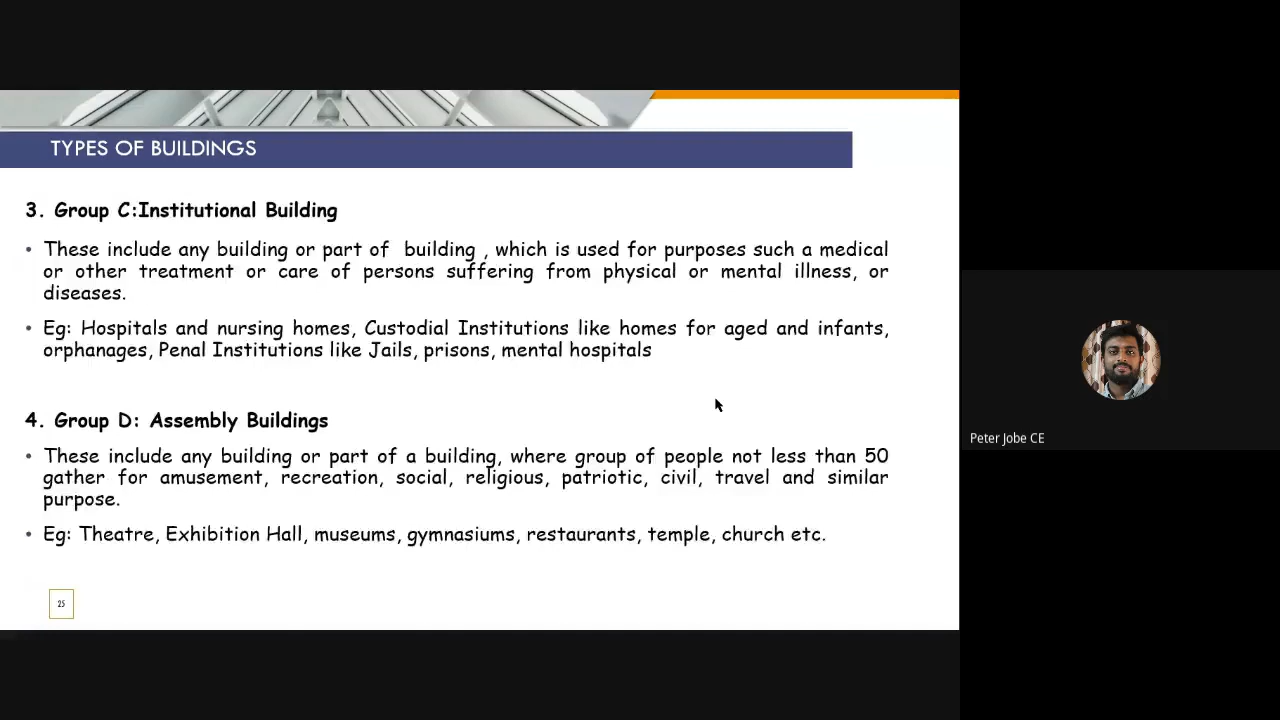 TYPES OF BUILDINGS
3. Group C:Institutional Building
• These include any building or part of building , which is used for purposes such a medical
or other treatment or care of persons suffering from physical or mental illness, or
diseases.
• Eg: Hospitals and nursing homes, Custodial Institutions like homes for aged and infants,
orphanages, Penal Institutions like Jails, prisons, mental hospitals
4. Group D: Assembly Buildings
• These include any building or part of a building, where group of people not less than 50
gather for amusement, recreation, social, religious, patriotic, civil, travel and similar
purpose.
• Eg: Theatre, Exhibition Hall, museums, gymnasiums, restaurants, temple, church etc.
25
Peter Jobe CE